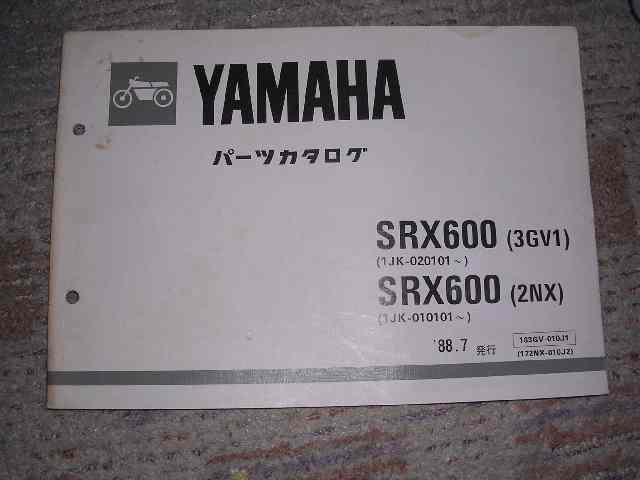 YAMAHA
パーツカタログ
SRX600 (3GV1)
(1JK-020101~)
SRX600 (2NX)
(1JK-010101~)
'88.7 発行
183GV-010J1
(172NX-010J2)